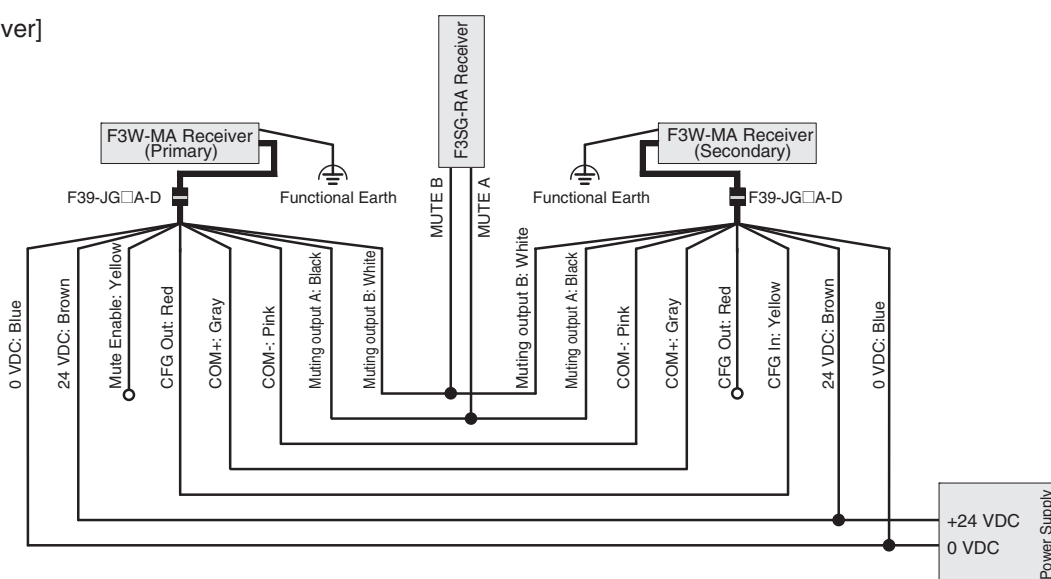 ver]
F3SG-RA Receiver
F3W-MA Receiver
(Primary)
F3W-MA Receiver
(Secondary)
F39-JG□A-D
Functional Earth
MUTE B
MUTE A
Functional Earth
F39-JG□A-D
0 VDC: Blue
24 VDC: Brown
Mute Enable: Yellow
CFG Out: Red
COM+: Gray
COM-: Pink
Muting output A: Black
Muting output B: White
Muting output B: White
Muting output A: Black
COM-: Pink
COM+: Gray
CFG Out: Red
CFG In: Yellow
24 VDC: Brown
0 VDC: Blue
+24 VDC
0 VDC
Power Supply